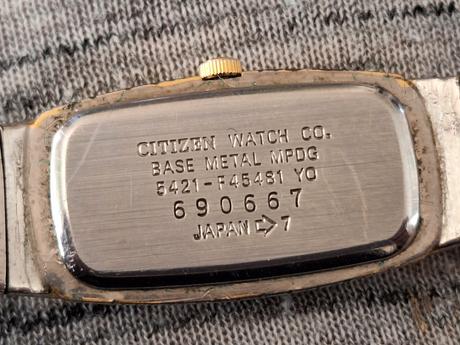 CITIZEN WATCH CO.
BASE METAL MPDG
5421-F45481 YO
690667
JAPAN ➩ 7